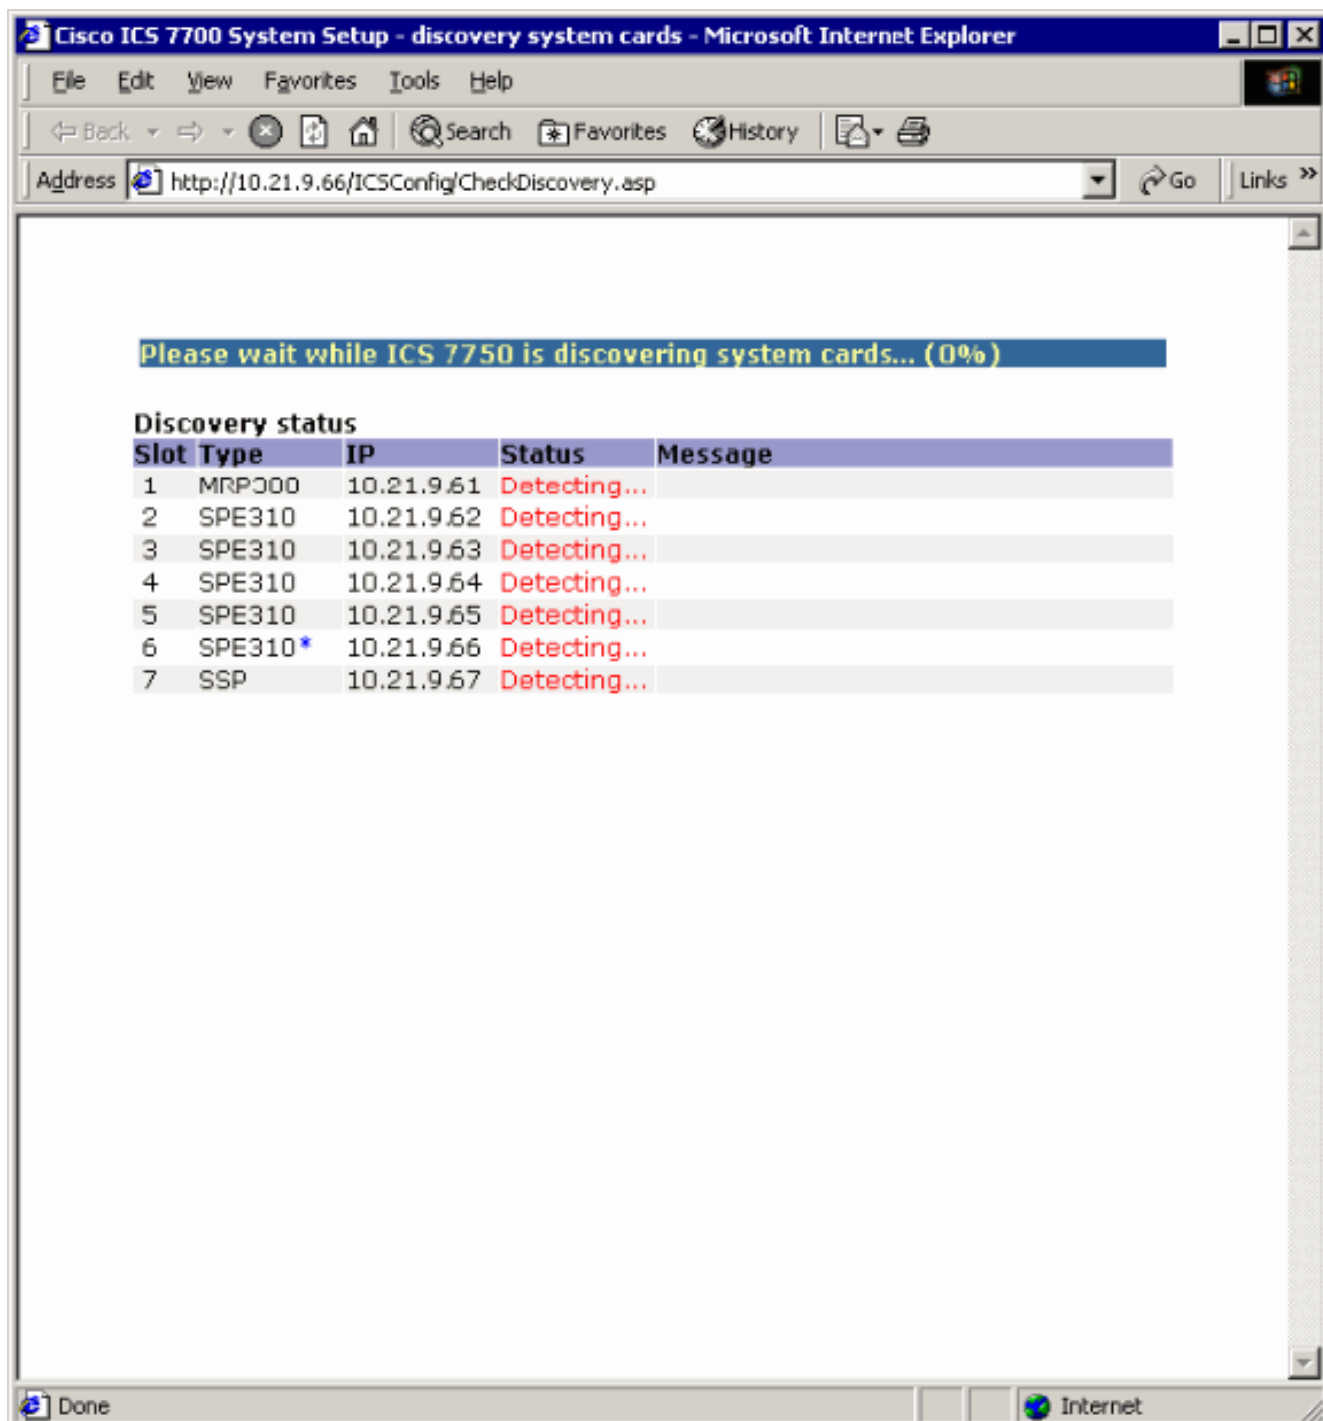 Cisco ICS 7700 System Setup - discovery system cards - Microsoft Internet Explorer
File Edit View Favorites Tools Help
Back Search Favorites History
Address http://10.21.9.66/ICSConfig/CheckDiscovery.asp Go Links »
Please wait while ICS 7750 is discovering system cards... (0%)
Discovery status
Slot Type IP Status Message
1 10.21.9.61 Detecting...
2 SPE310 10.21.9.62 Detecting...
3 SPE310 10.21.9.63 Detecting...
4 SPE310 10.21.9.64 Detecting...
5 SPE310 10.21.9.65 Detecting...
6 SPE310* 10.21.9.66 Detecting...
7 SSP 10.21.9.67 Detecting...
Done Internet